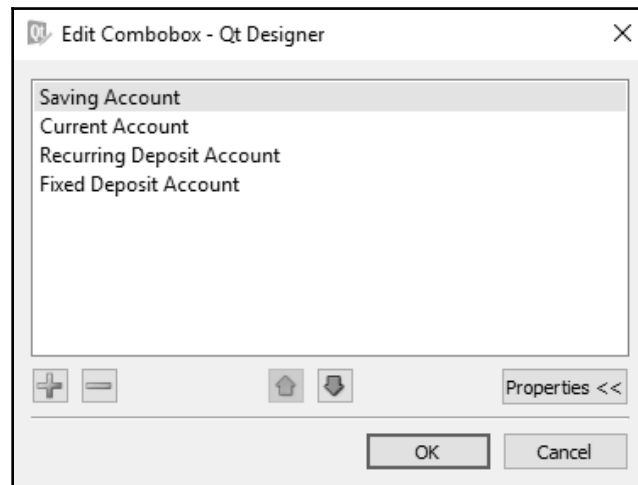 Edit Combobox - Qt Designer
Saving Account
Current Account
Recurring Deposit Account
Fixed Deposit Account
Properties <<
OK
Cancel